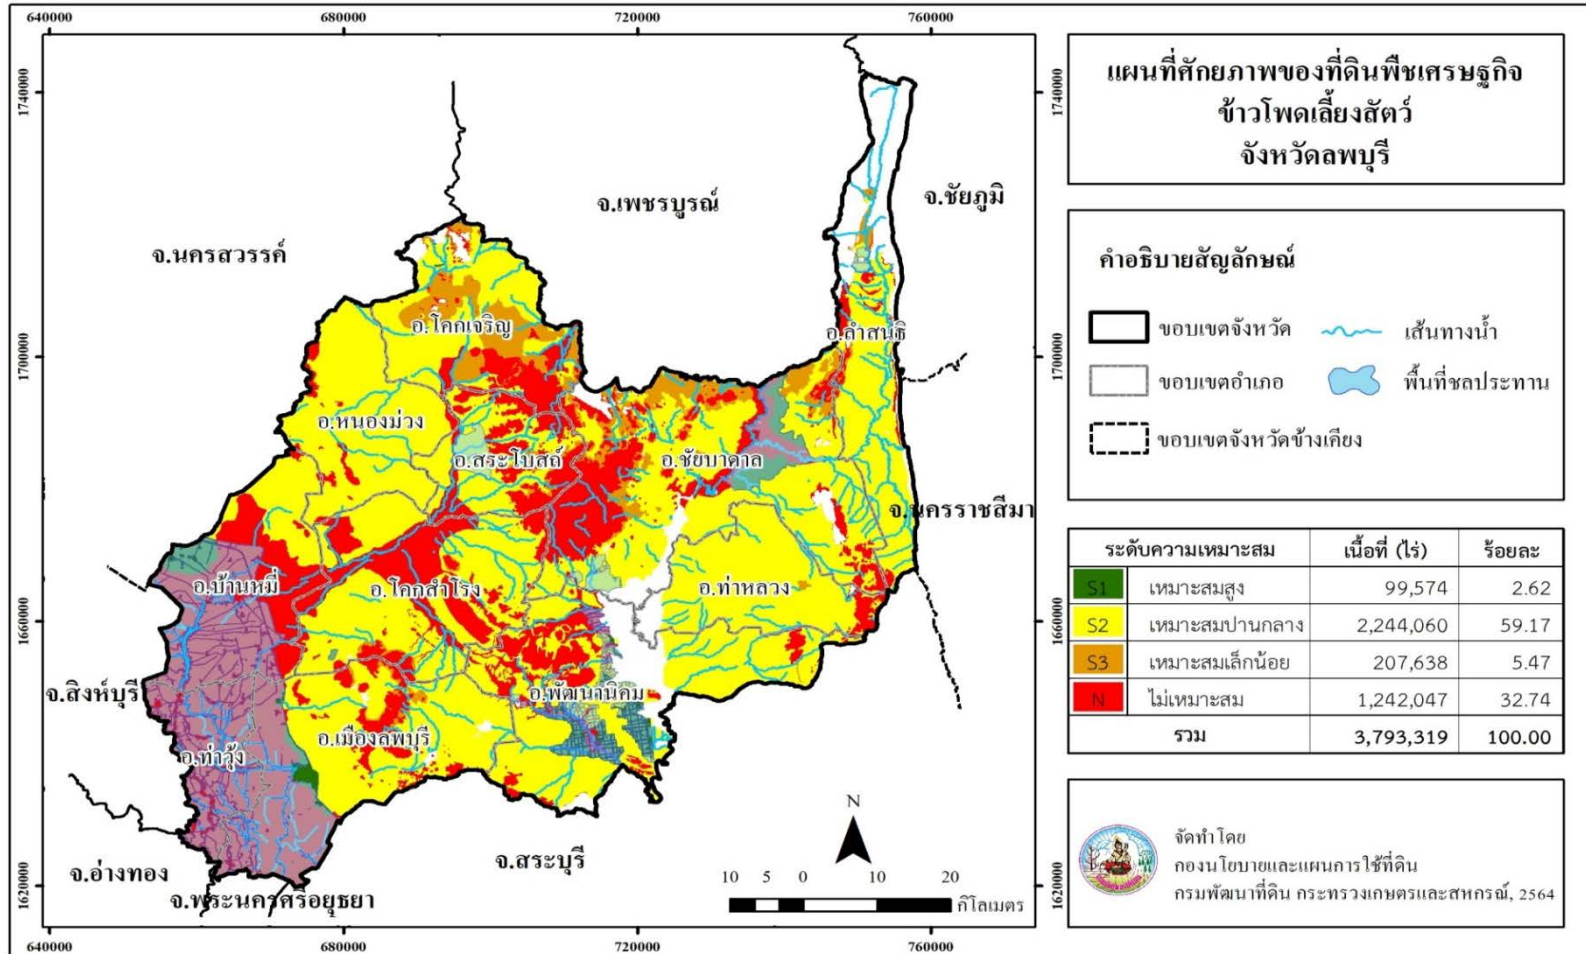 640000 680000 720000 760000
1740000
1700000
1660000
1620000
จ.เพชรบูรณ์
จ.ชัยภูมิ
จ.นครสวรรค์
อ.โคกเจริญ
อ.ลำสนธิ
อ.หนองม่วง
อ.สระโบสถ์
อ.ชัยบาดาล
จ.นครราชสีมา
อ.บ้านหมี่
อ.โคกสำโรง
อ.ท่าหลวง
จ.สิงห์บุรี
อ.พัฒนานิคม
อ.เมืองลพบุรี
อ.ท่าวุ้ง
จ.สระบุรี
จ.อ่างทอง
จ.พระนครศรีอยุธยา
N
10 5 0 10 20
กิโลเมตร
1740000
1700000
1660000
1620000
640000 680000 720000 760000
แผนที่ศักยภาพของที่ดินพืชเศรษฐกิจ
ข้าวโพดเลี้ยงสัตว์
จังหวัดลพบุรี
คำอธิบายสัญลักษณ์
ขอบเขตจังหวัด เส้นทางน้ำ
ขอบเขตอำเภอ พื้นที่ชลประทาน
ขอบเขตจังหวัดข้างเคียง
ระดับความเหมาะสม เนื้อที่ (ไร่) ร้อยละ
S1 เหมาะสมสูง 99,574 2.62
S2 เหมาะสมปานกลาง 2,244,060 59.17
S3 เหมาะสมเล็กน้อย 207,638 5.47
N ไม่เหมาะสม 1,242,047 32.74
รวม 3,793,319 100.00
จัดทำโดย
กองนโยบายและแผนการใช้ที่ดิน
กรมพัฒนาที่ดิน กระทรวงเกษตรและสหกรณ์, 2564